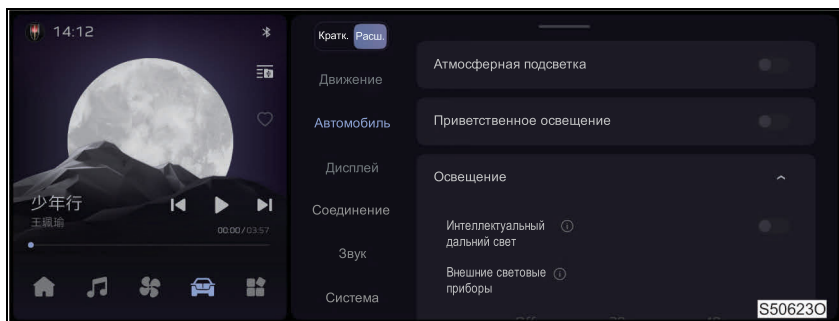 14:12
少年行
王珮瑜
00:00/03:57
Кратк. Расш.
Движение
Автомобиль
Дисплей
Соединение
Звук
Система
Атмосферная подсветка
Приветственное освещение
Освещение
Интеллектуальный
дальний свет
Внешние световые
приборы
S50623O